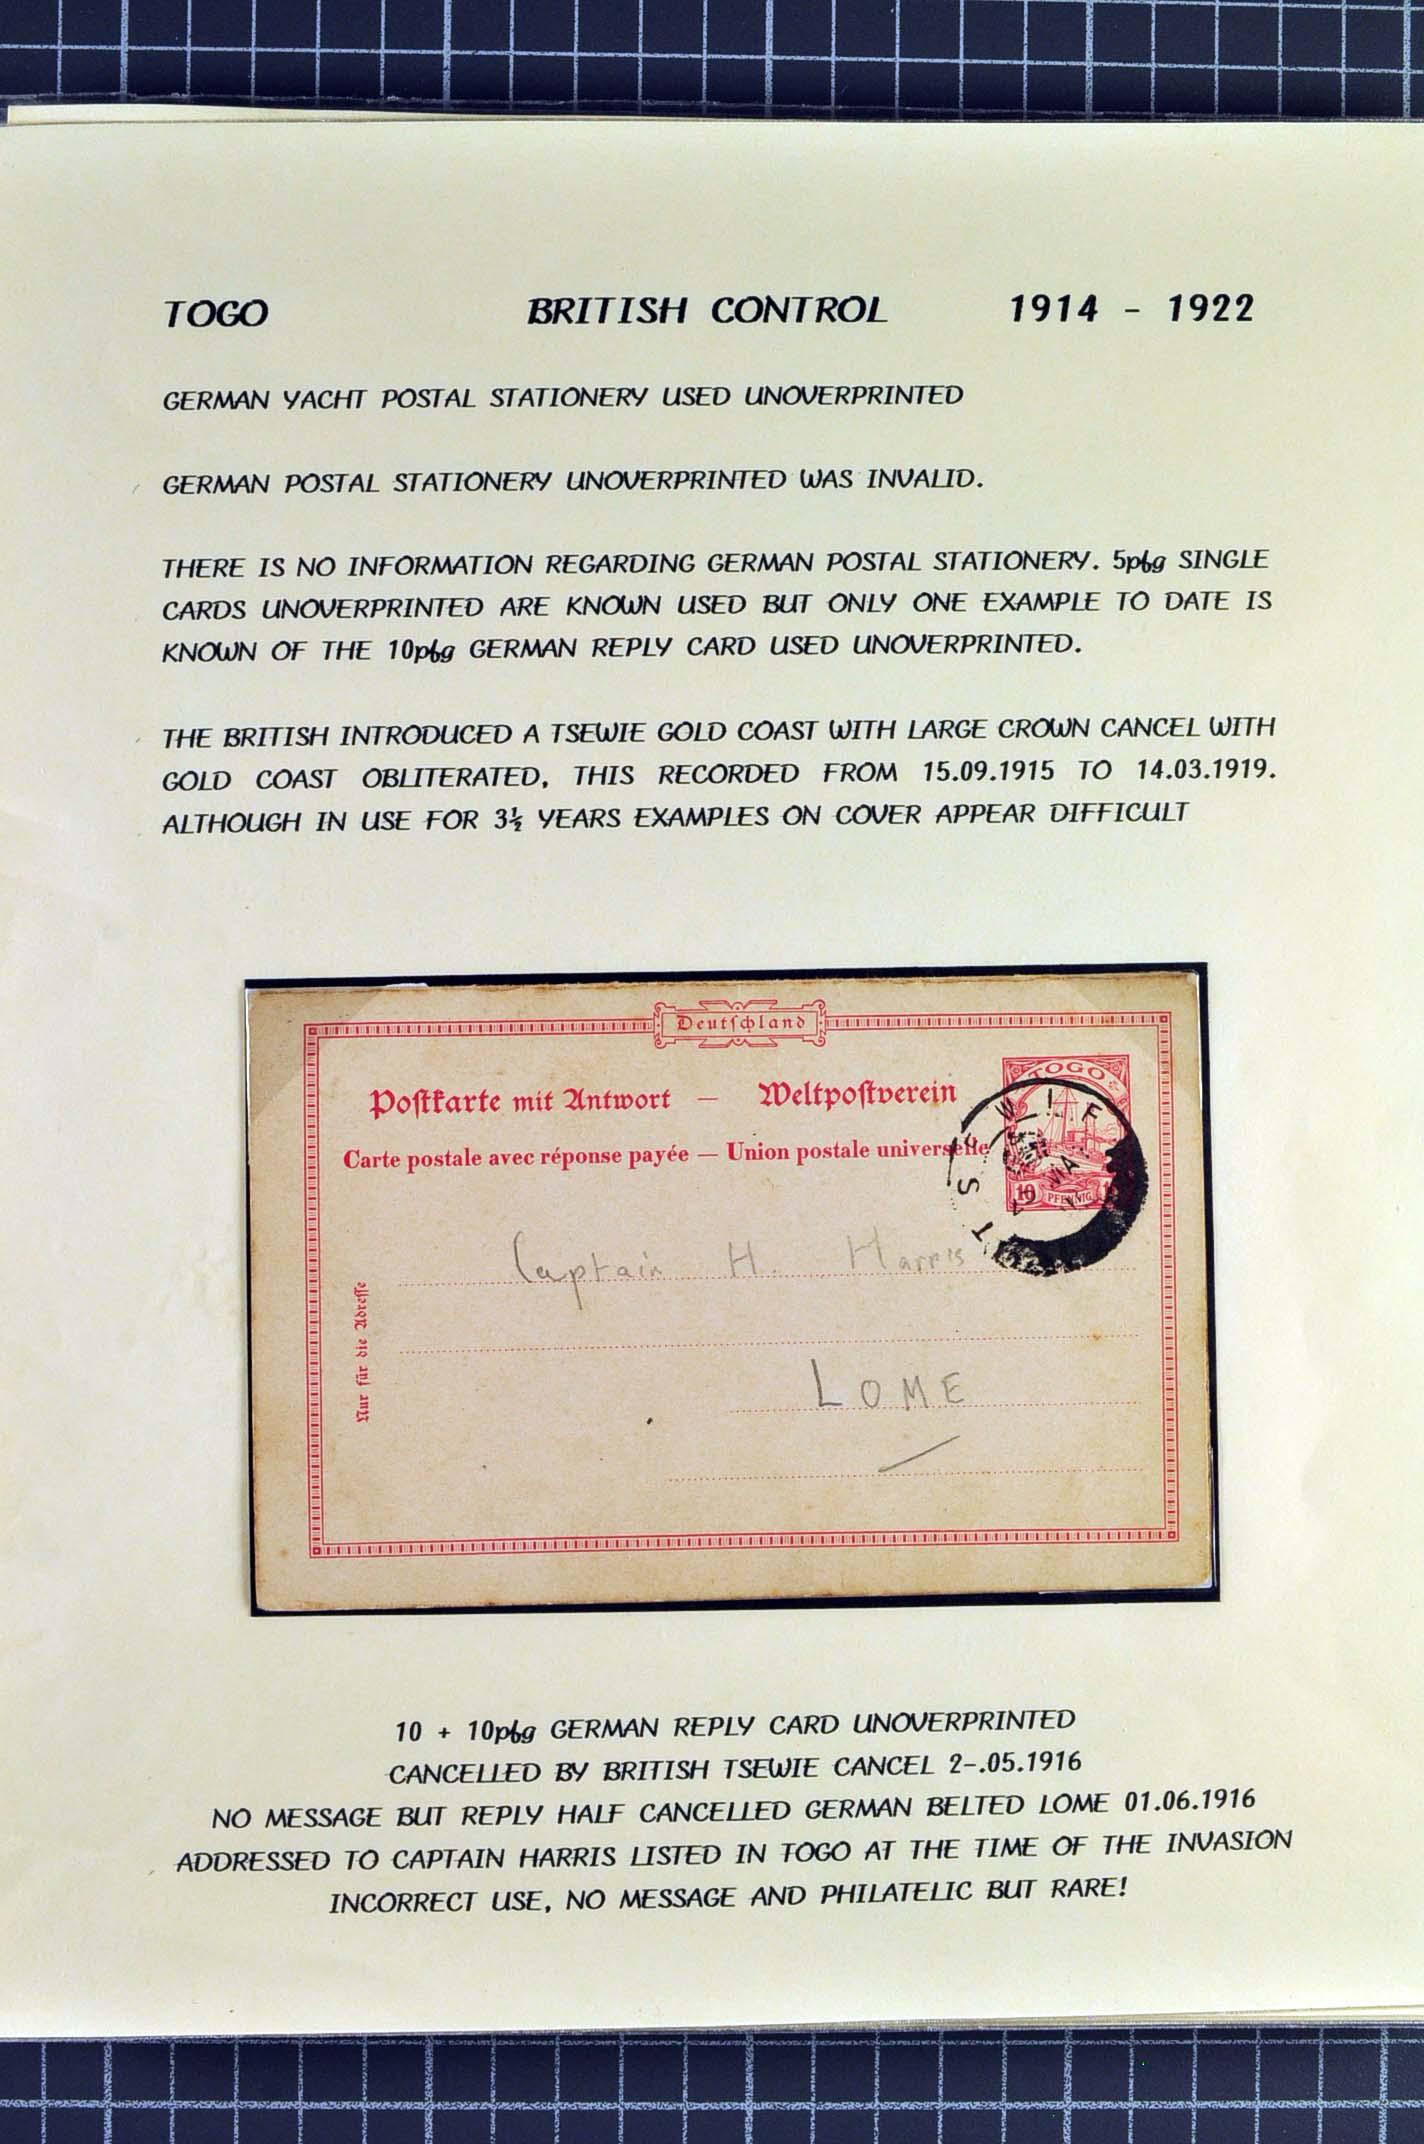 TOGO BRITISH CONTROL 1914 - 1922
GERMAN YACHT POSTAL STATIONERY USED UNOVERPRINTED
GERMAN POSTAL STATIONERY UNOVERPRINTED WAS INVALID.
THERE IS NO INFORMATION REGARDING GERMAN POSTAL STATIONERY. 5pfg SINGLE
CARDS UNOVERPRINTED ARE KNOWN USED BUT ONLY ONE EXAMPLE TO DATE IS
KNOWN OF THE 10pfg GERMAN REPLY CARD USED UNOVERPRINTED.
THE BRITISH INTRODUCED A TSEWIE GOLD COAST WITH LARGE CROWN CANCEL WITH
GOLD COAST OBLITERATED, THIS RECORDED FROM 15.09.1915 TO 14.03.1919.
ALTHOUGH IN USE FOR 3½ YEARS EXAMPLES ON COVER APPEAR DIFFICULT
Deutſchland
Poſtkarte mit Antwort — Weltpoſtverein
Carte postale avec réponse payée — Union postale universelle
TOGO
10 PFENNIG
Captain H. Harris
Nur für die Adreſſe
LOME
10 + 10pfg GERMAN REPLY CARD UNOVERPRINTED
CANCELLED BY BRITISH TSEWIE CANCEL 2-.05.1916
NO MESSAGE BUT REPLY HALF CANCELLED GERMAN BELTED LOME 01.06.1916
ADDRESSED TO CAPTAIN HARRIS LISTED IN TOGO AT THE TIME OF THE INVASION
INCORRECT USE, NO MESSAGE AND PHILATELIC BUT RARE!